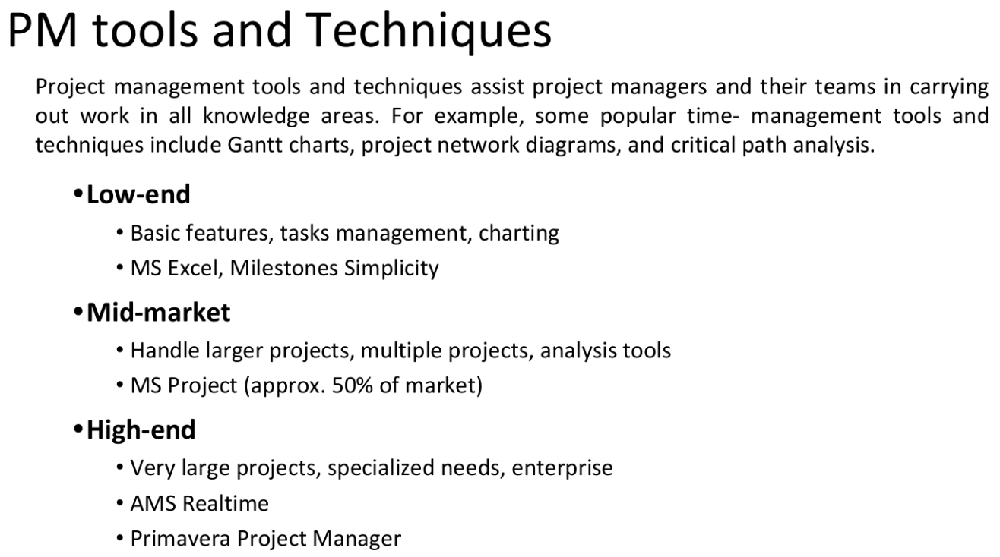 PM tools and Techniques
Project management tools and techniques assist project managers and their teams in carrying
out work in all knowledge areas. For example, some popular time- management tools and
techniques include Gantt charts, project network diagrams, and critical path analysis.
•Low-end
• Basic features, tasks management, charting
• MS Excel, Milestones Simplicity
•Mid-market
• Handle larger projects, multiple projects, analysis tools
• MS Project (approx. 50% of market)
•High-end
• Very large projects, specialized needs, enterprise
• AMS Realtime
• Primavera Project Manager